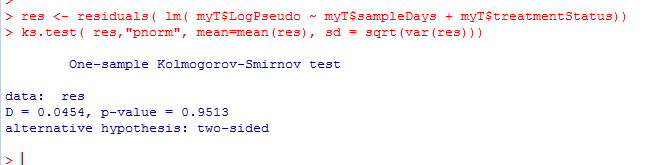 > res <- residuals( lm( myT$LogPseudo ~ myT$sampleDays + myT$treatmentStatus))
> ks.test( res,"pnorm", mean=mean(res), sd = sqrt(var(res)))
One-sample Kolmogorov-Smirnov test
data:  res
D = 0.0454, p-value = 0.9513
alternative hypothesis: two-sided
> |